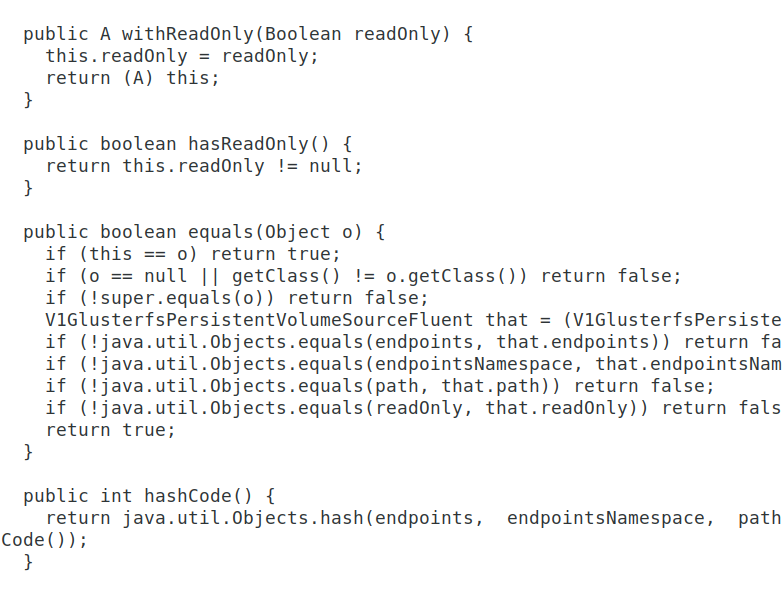 public A withReadOnly(Boolean readOnly) {
    this.readOnly = readOnly;
    return (A) this;
  }

  public boolean hasReadOnly() {
    return this.readOnly != null;
  }

  public boolean equals(Object o) {
    if (this == o) return true;
    if (o == null || getClass() != o.getClass()) return false;
    if (!super.equals(o)) return false;
    V1GlusterfsPersistentVolumeSourceFluent that = (V1GlusterfsPersiste
    if (!java.util.Objects.equals(endpoints, that.endpoints)) return fa
    if (!java.util.Objects.equals(endpointsNamespace, that.endpointsNam
    if (!java.util.Objects.equals(path, that.path)) return false;
    if (!java.util.Objects.equals(readOnly, that.readOnly)) return fals
    return true;
  }

  public int hashCode() {
    return java.util.Objects.hash(endpoints,  endpointsNamespace,  path
Code());
  }